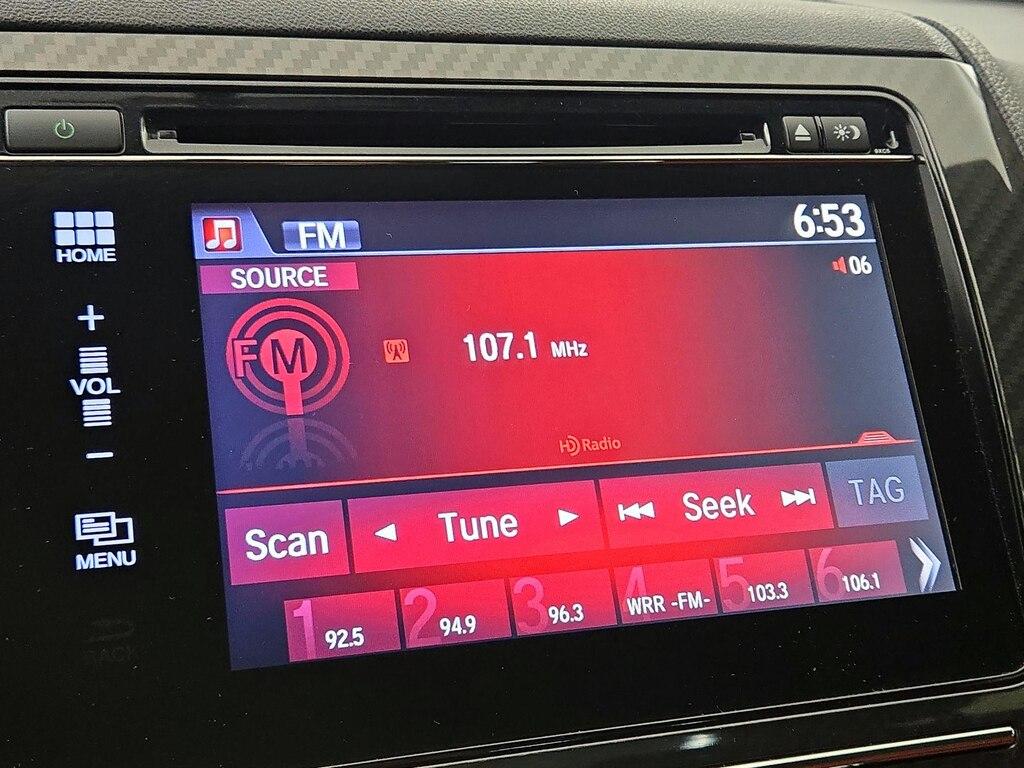 HOME
+
VOL
-
MENU
FM
6:53
SOURCE
06
FM
107.1 MHz
HD Radio
Scan
Tune
Seek
TAG
1 92.5
2 94.9
3 96.3
4 WRR -FM-
5 103.3
6 106.1
BACK